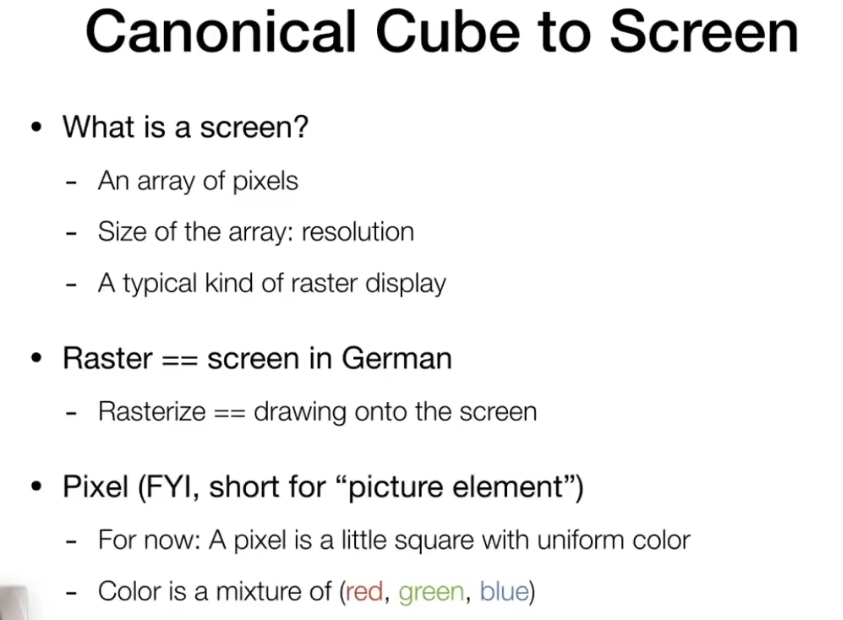 Canonical Cube to Screen
• What is a screen?
- An array of pixels
- Size of the array: resolution
- A typical kind of raster display
• Raster == screen in German
- Rasterize == drawing onto the screen
• Pixel (FYI, short for “picture element”)
- For now: A pixel is a little square with uniform color
- Color is a mixture of (red, green, blue)